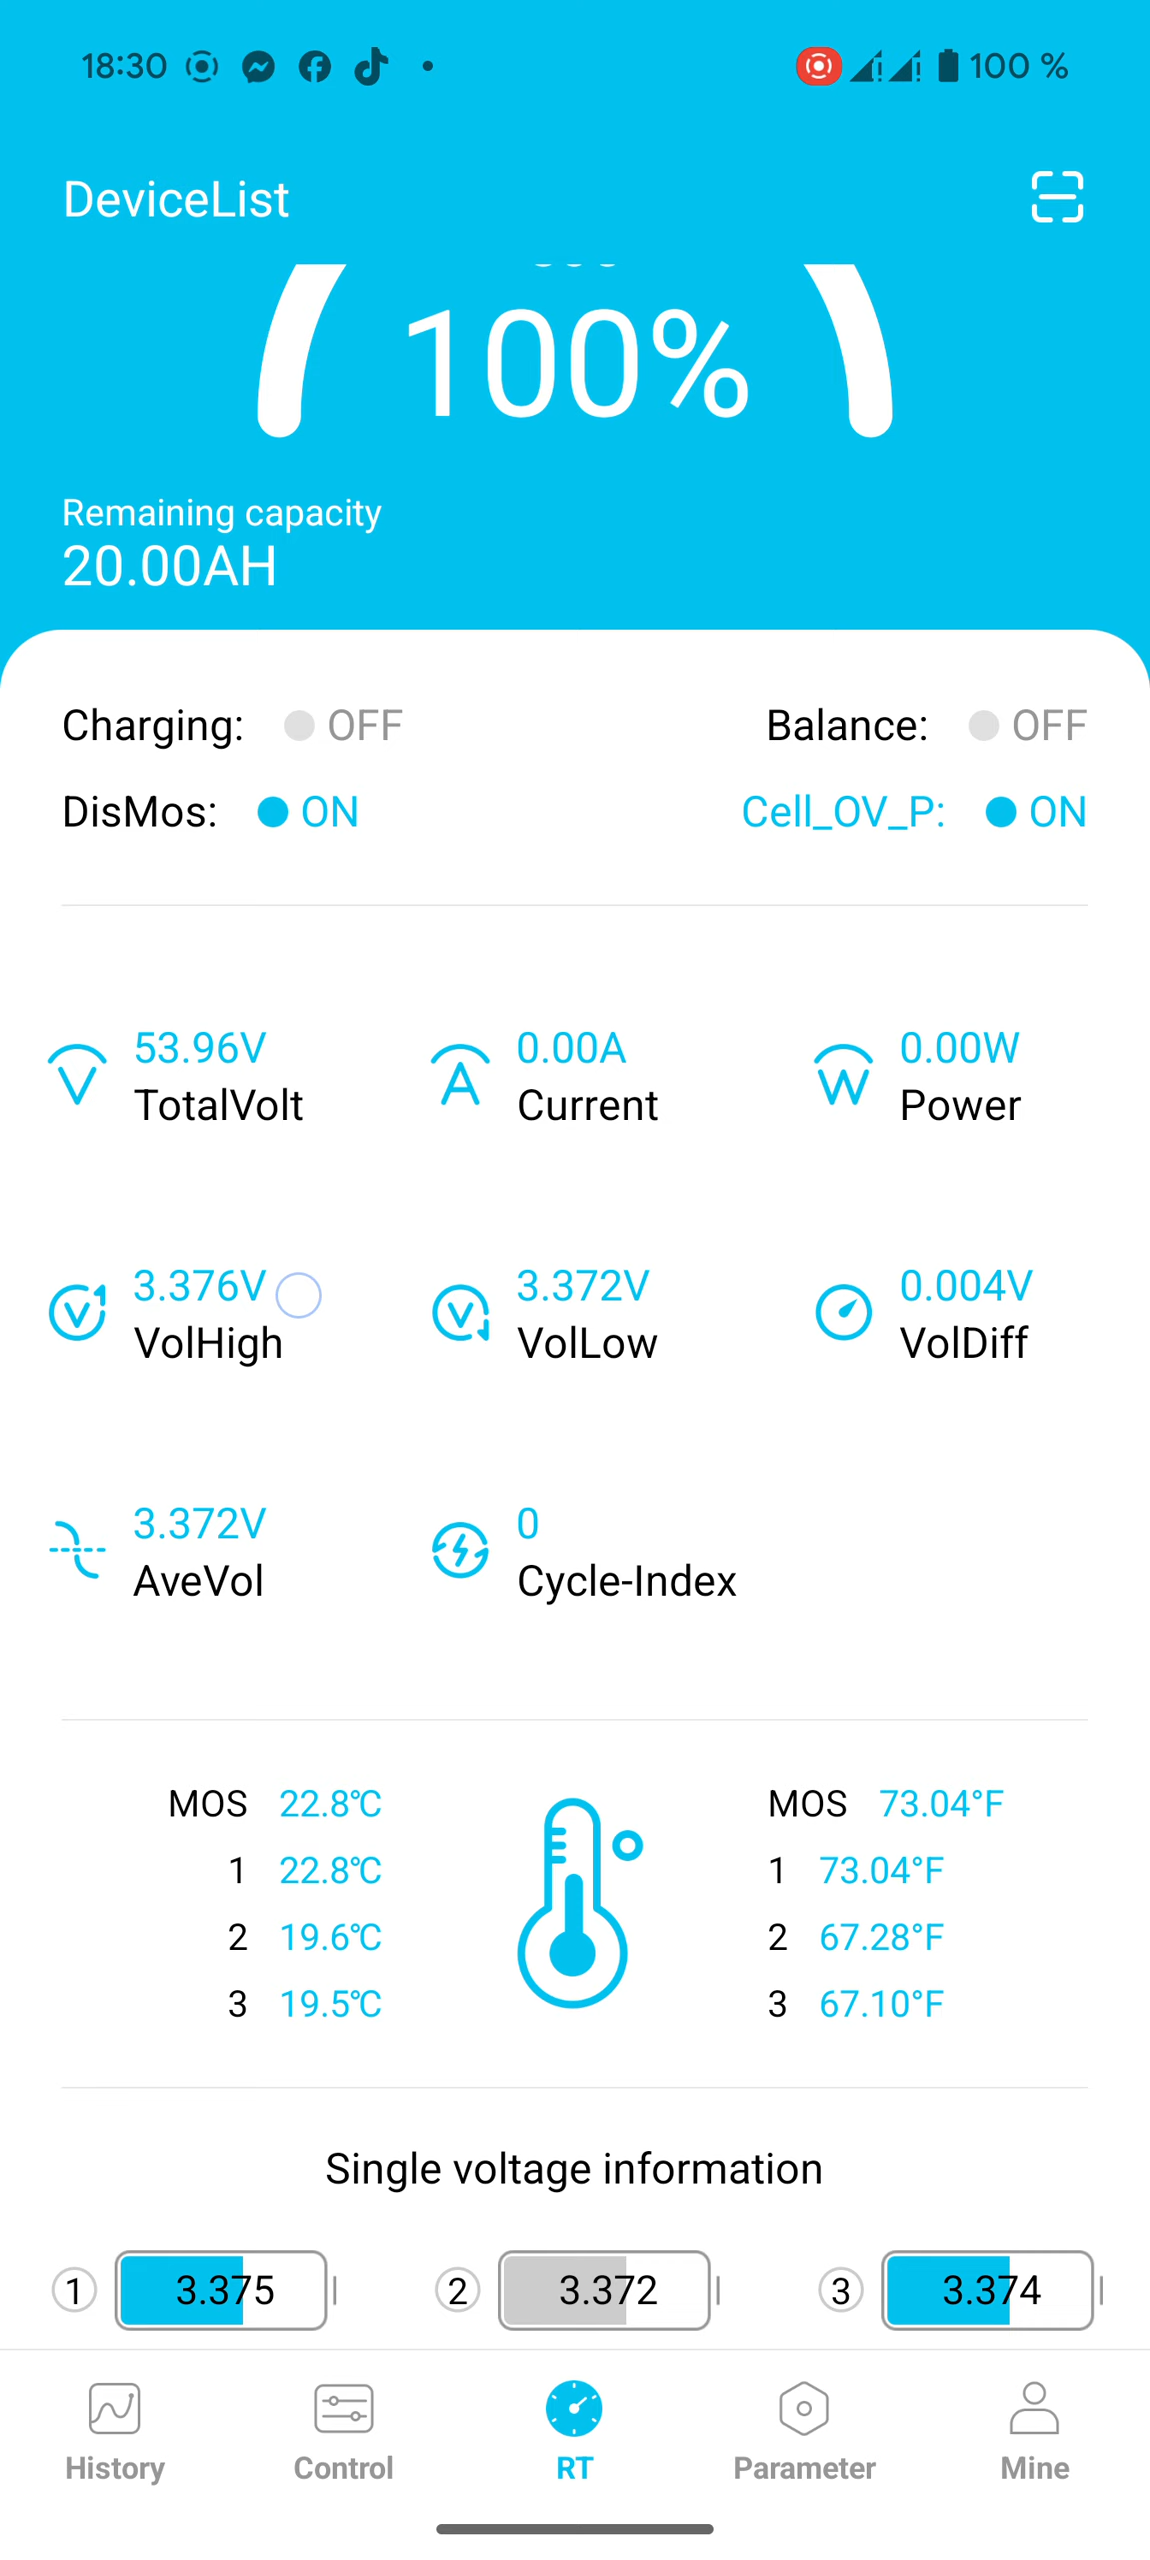 18:30 100 %
DeviceList
100%
Remaining capacity
20.00AH
Charging: OFF Balance: OFF
DisMos: ON Cell_OV_P: ON
53.96V 0.00A 0.00W
TotalVolt Current Power
3.376V 3.372V 0.004V
VolHigh VolLow VolDiff
3.372V 0
AveVol Cycle-Index
MOS 22.8℃ MOS 73.04°F
1 22.8℃ 1 73.04°F
2 19.6℃ 2 67.28°F
3 19.5℃ 3 67.10°F
Single voltage information
1 3.375 2 3.372 3 3.374
History Control RT Parameter Mine